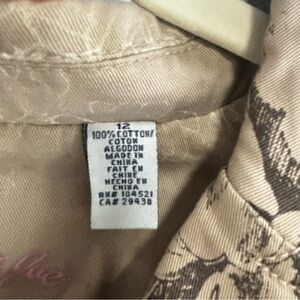 12
100% COTTON/
COTON
ALGODON
MADE IN
CHINA
FAIT EN
CHINE
HECHO EN
CHINA
RN# 104521
CA# 29438